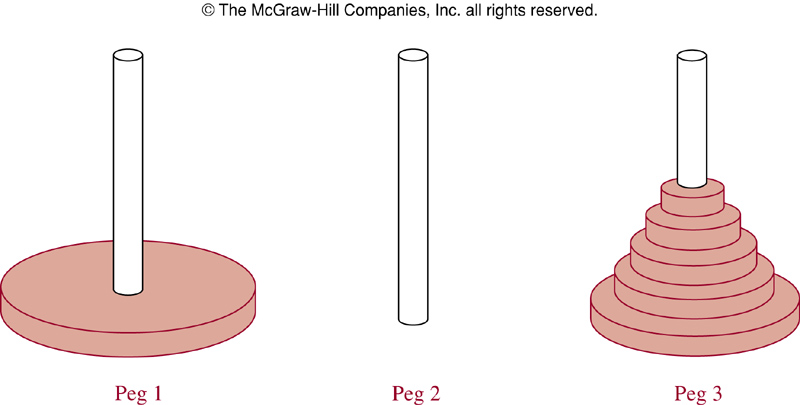 © The McGraw-Hill Companies, Inc. all rights reserved.
Peg 1
Peg 2
Peg 3